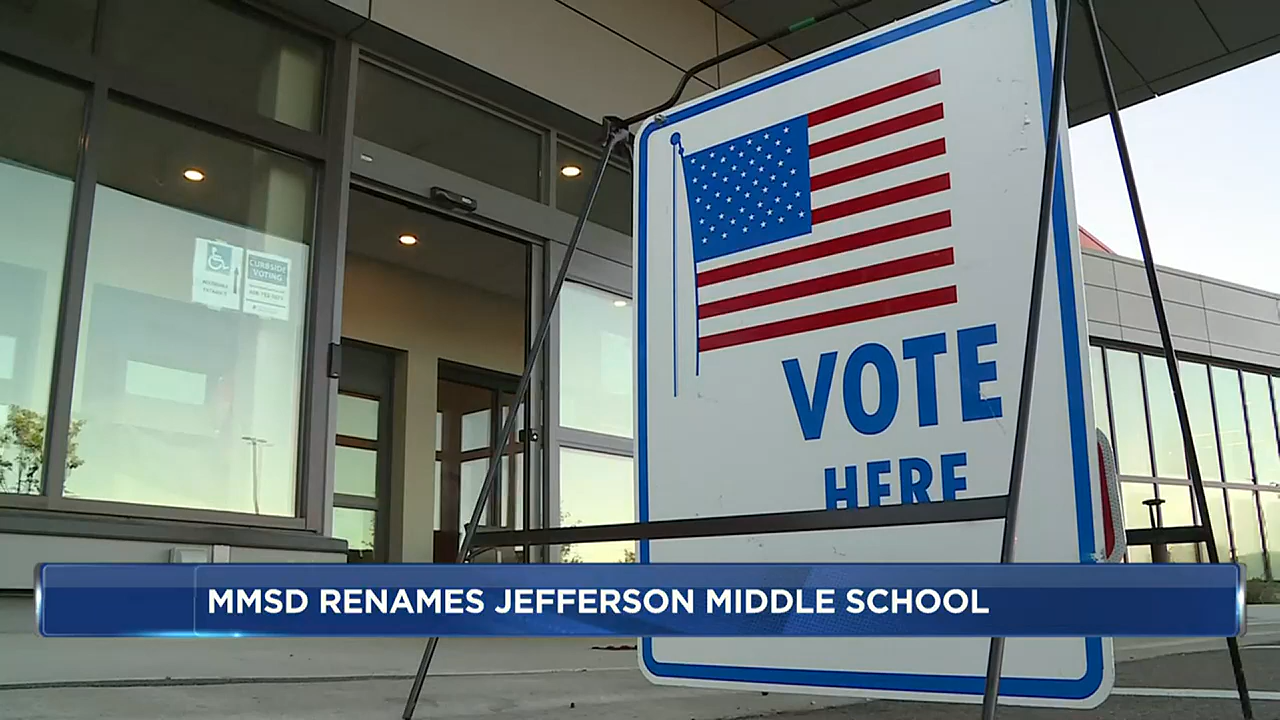 CURBSIDE
VOTING
VOTE
HERE
MMSD RENAMES JEFFERSON MIDDLE SCHOOL